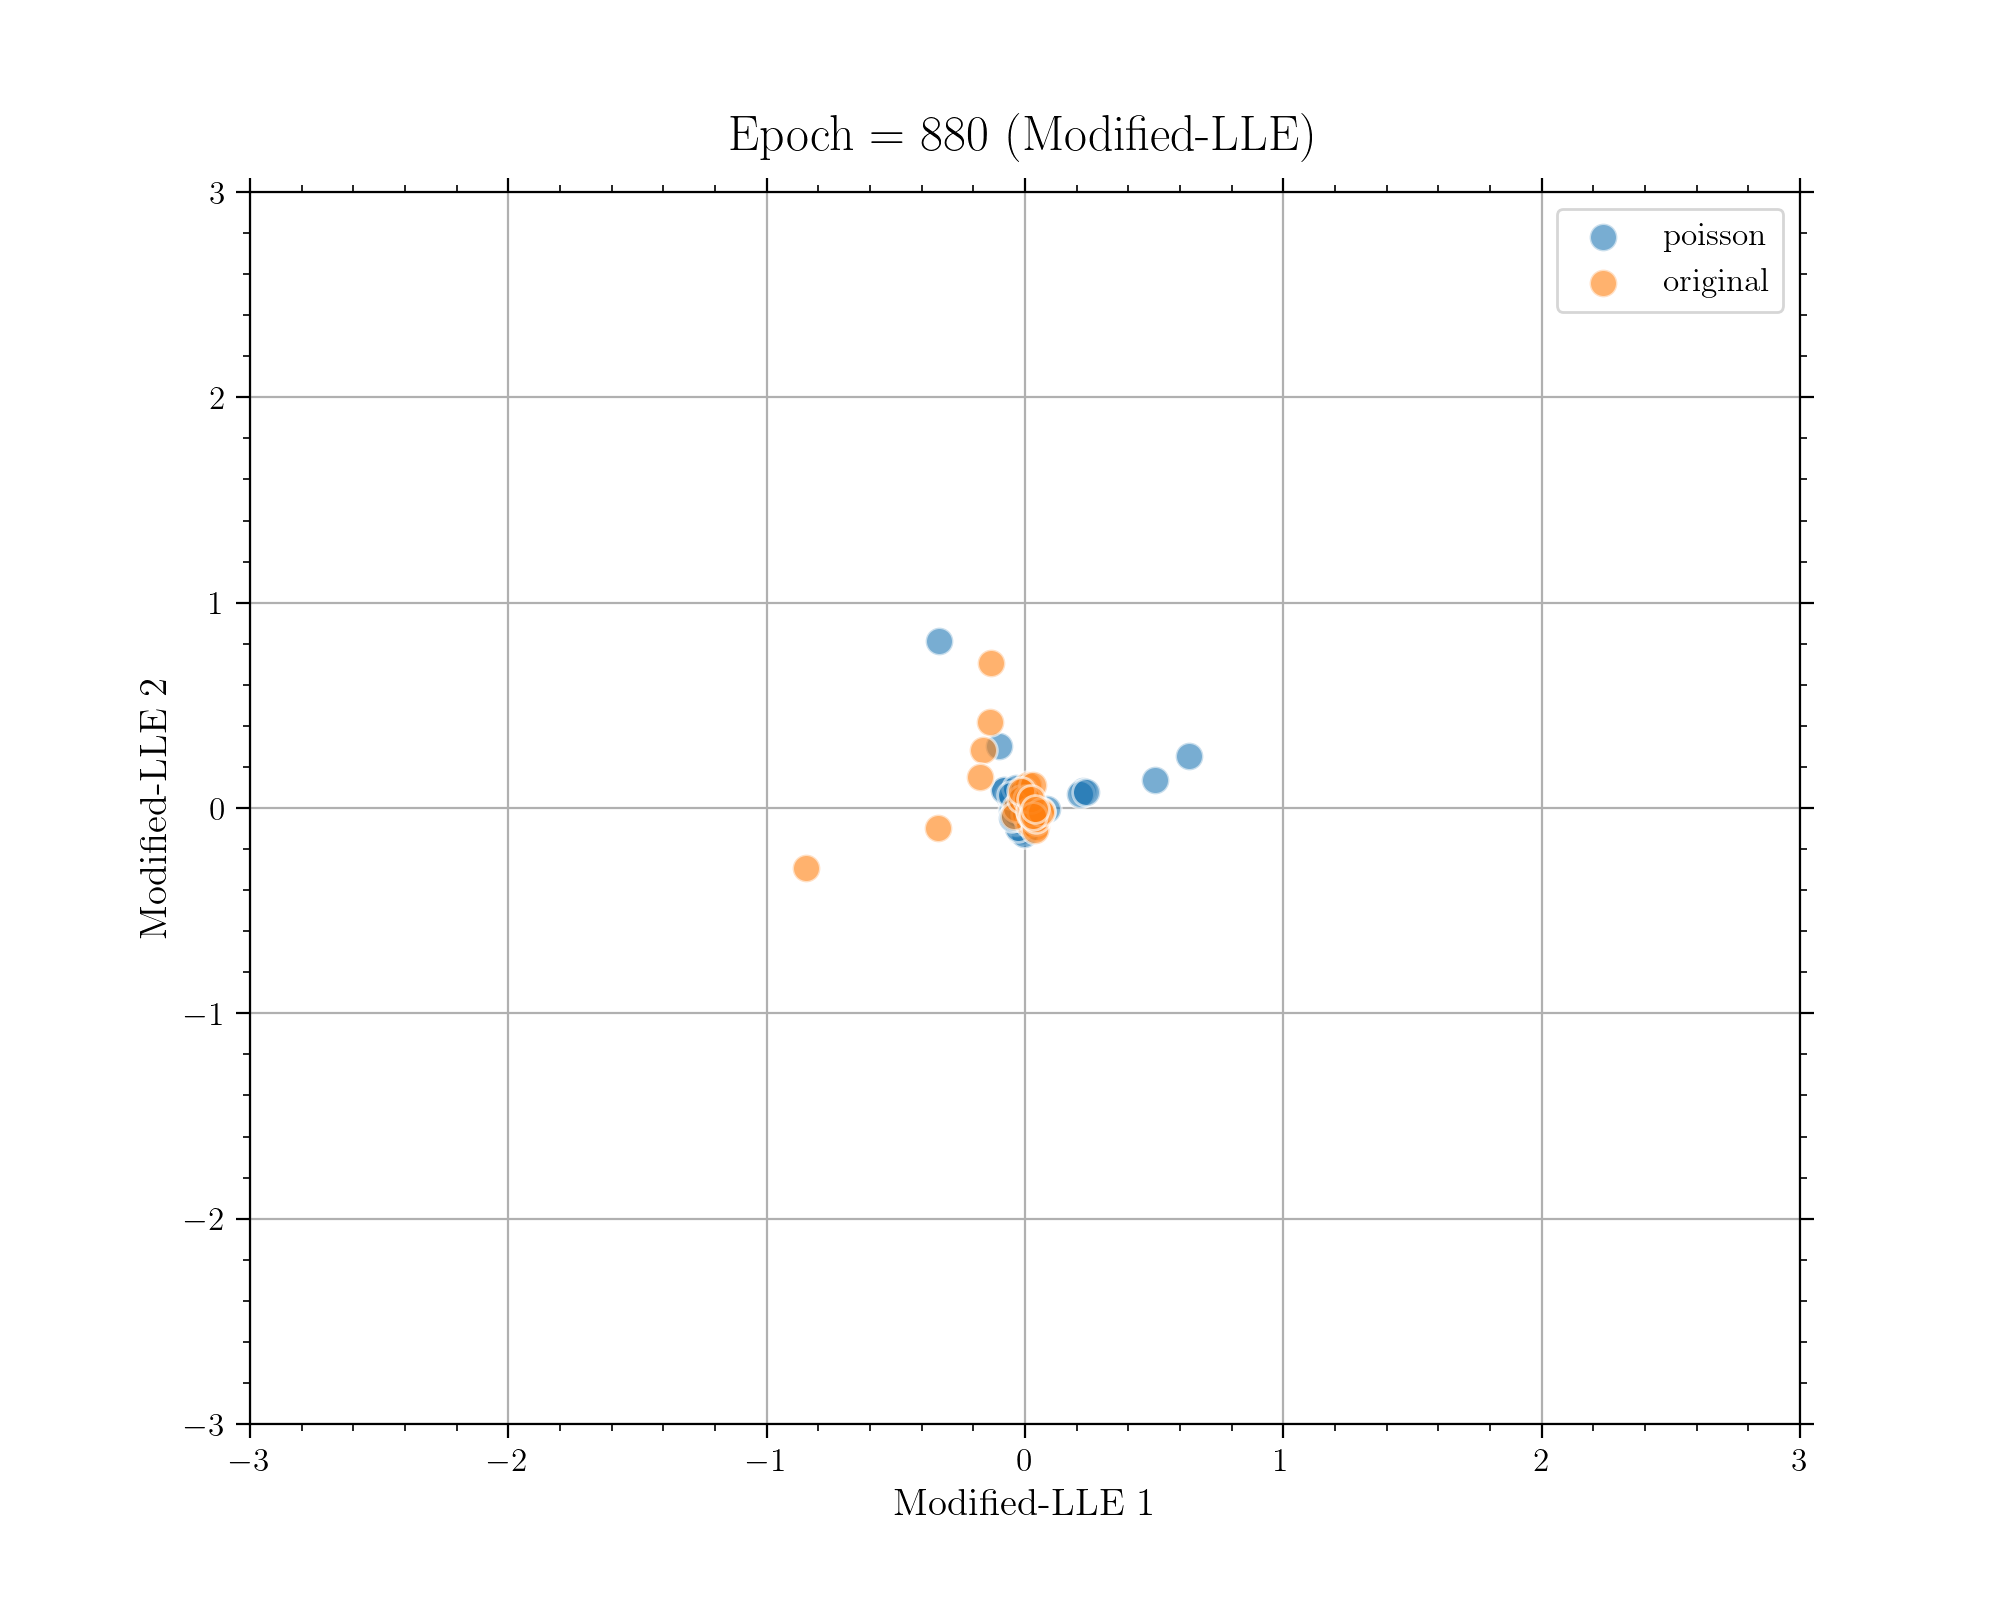 Epoch = 880 (Modified-LLE)
poisson
original
3
2
1
0
−1
−2
−3
Modified-LLE 2
−3
−2
−1
0
1
2
3
Modified-LLE 1